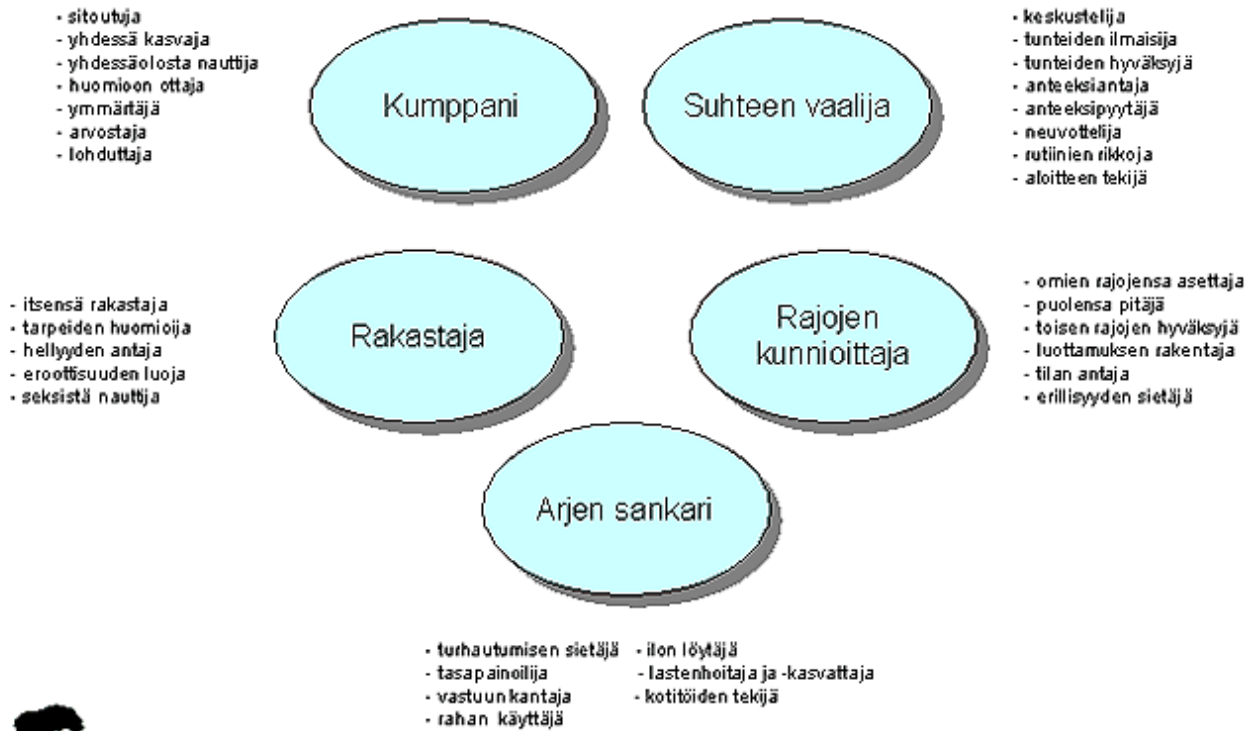 - sitoutuja
- yhdessä kasvaja
- yhdessäolosta nauttija
- huomioon ottaja
- ymmärtäjä
- arvostaja
- lohduttaja
Kumppani
Suhteen vaalija
- keskustelija
- tunteiden ilmaisija
- tunteiden hyväksyjä
- anteeksiantaja
- anteeksipyytäjä
- neuvottelija
- rutiinien rikkoja
- aloitteen tekijä
- itsensä rakastaja
- tarpeiden huomioija
- hellyyden antaja
- eroottisuuden luoja
- seksistä nauttija
Rakastaja
Rajojen
kunnioittaja
- omien rajojensa asettaja
- puolensa pitäjä
- toisen rajojen hyväksyjä
- luottamuksen rakentaja
- tilan antaja
- erillisyyden sietäjä
Arjen sankari
- turhautumisen sietäjä
- tasapainoilija
- vastuunkantaja
- rahan käyttäjä
- ilon löytäjä
- lastenhoitaja ja -kasvattaja
- kotitöiden tekijä